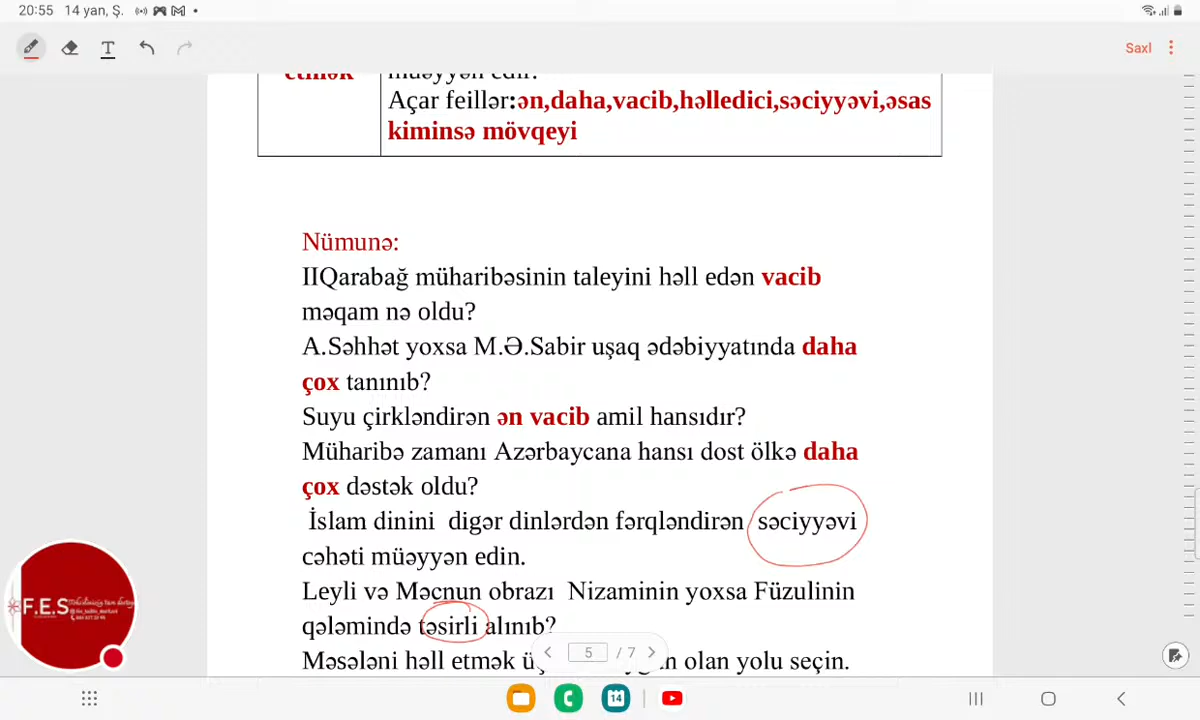 20:55 14 yan, Ş.
Saxl
etmək
müəyyən edir.
Açar feillər:ən,daha,vacib,həlledici,səciyyəvi,əsas
kiminsə mövqeyi
Nümunə:
IIQarabağ müharibəsinin taleyini həll edən vacib
məqam nə oldu?
A.Səhhət yoxsa M.Ə.Sabir uşaq ədəbiyyatında daha
çox tanınıb?
Suyu çirkləndirən ən vacib amil hansıdır?
Müharibə zamanı Azərbaycana hansı dost ölkə daha
çox dəstək oldu?
İslam dinini digər dinlərdən fərqləndirən səciyyəvi
cəhəti müəyyən edin.
Leyli və Məcnun obrazı Nizaminin yoxsa Füzulinin
qələmində təsirli alınıb?
Məsələni həll etmək olan yolu seçin.
5 / 7
F.E.S
14